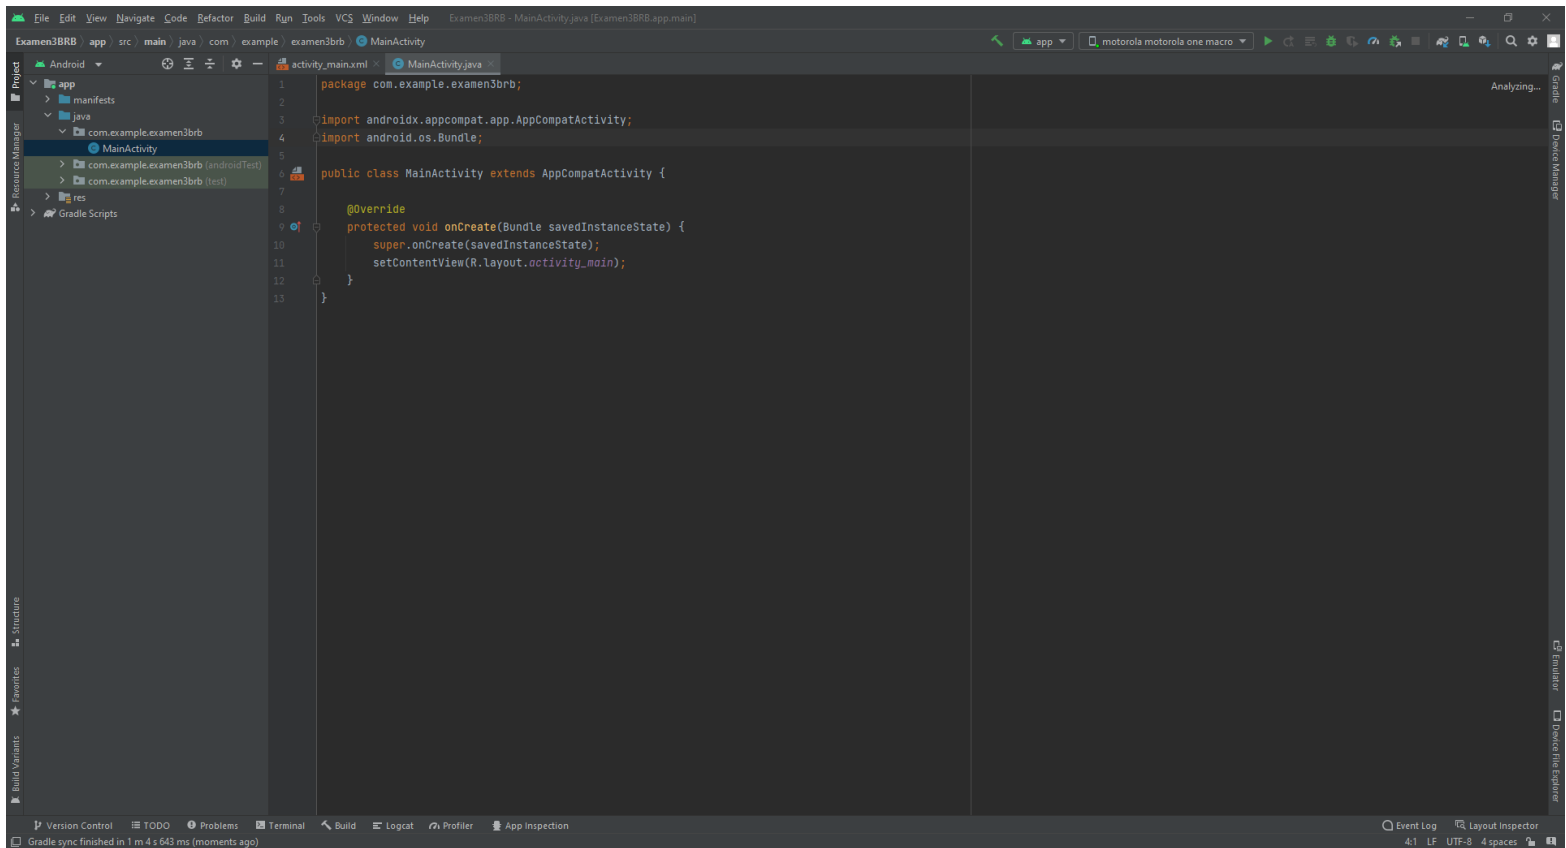 File Edit View Navigate Code Refactor Build Run Tools VCS Window Help Examen3BRB - MainActivity.java [Examen3BRB.app.main]
Examen3BRB app src main java com example examen3brb MainActivity app motorola motorola one macro
Android activity_main.xml MainActivity.java
Project
Resource Manager
Structure
Favorites
Build Variants
app
manifests
java
com.example.examen3brb
MainActivity
com.example.examen3brb (androidTest)
com.example.examen3brb (test)
res
Gradle Scripts
1 package com.example.examen3brb;
2
3 import androidx.appcompat.app.AppCompatActivity;
4 import android.os.Bundle;
5
6 public class MainActivity extends AppCompatActivity {
7
8 @Override
9 protected void onCreate(Bundle savedInstanceState) {
10 super.onCreate(savedInstanceState);
11 setContentView(R.layout.activity_main);
12 }
13 }
Analyzing...
Gradle
Device Manager
Emulator
Device File Explorer
Version Control TODO Problems Terminal Build Logcat Profiler App Inspection Event Log Layout Inspector
Gradle sync finished in 1 m 4 s 643 ms (moments ago) 4:1 LF UTF-8 4 spaces